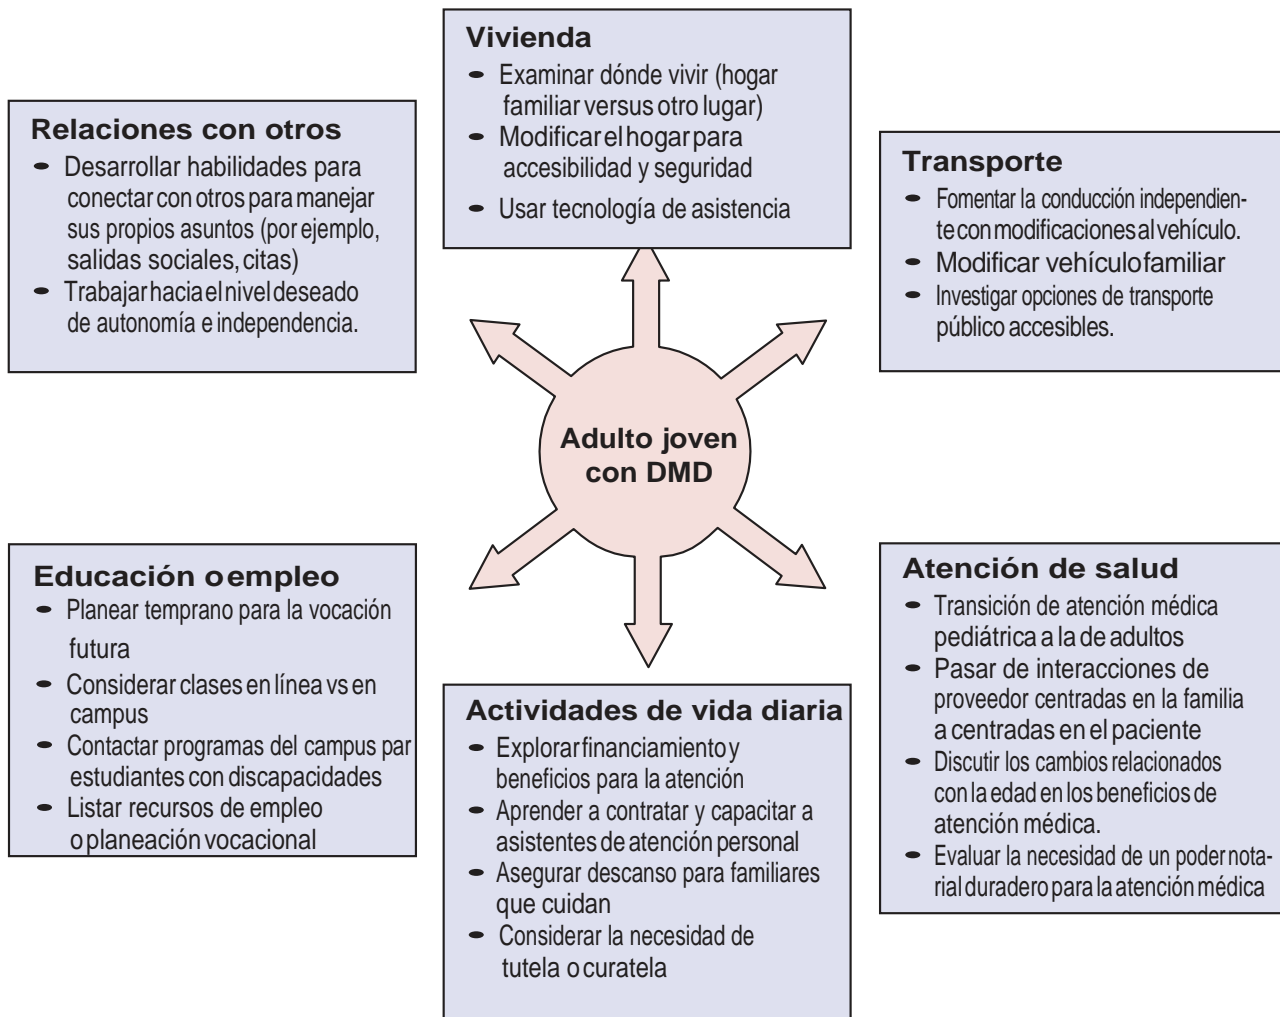 Vivienda
- Examinar dónde vivir (hogar
familiar versus otro lugar)
- Modificar el hogar para
accesibilidad y seguridad
- Usar tecnología de asistencia
Relaciones con otros
- Desarrollar habilidades para
conectar con otros para manejar
sus propios asuntos (por ejemplo,
salidas sociales, citas)
- Trabajar hacia el nivel deseado
de autonomía e independencia.
Transporte
- Fomentar la conducción independien-
te con modificaciones al vehículo.
- Modificar vehículo familiar
- Investigar opciones de transporte
público accesibles.
Adulto joven
con DMD
Educación o empleo
- Planear temprano para la vocación
futura
- Considerar clases en línea vs en
campus
- Contactar programas del campus par
estudiantes con discapacidades
- Listar recursos de empleo
o planeación vocacional
Actividades de vida diaria
- Explorar financiamiento y
beneficios para la atención
- Aprender a contratar y capacitar a
asistentes de atención personal
- Asegurar descanso para familiares
que cuidan
- Considerar la necesidad de
tutela o curatela
Atención de salud
- Transición de atención médica
pediátrica a la de adultos
- Pasar de interacciones de
proveedor centradas en la familia
a centradas en el paciente
- Discutir los cambios relacionados
con la edad en los beneficios de
atención médica.
- Evaluar la necesidad de un poder nota-
rial duradero para la atención médica